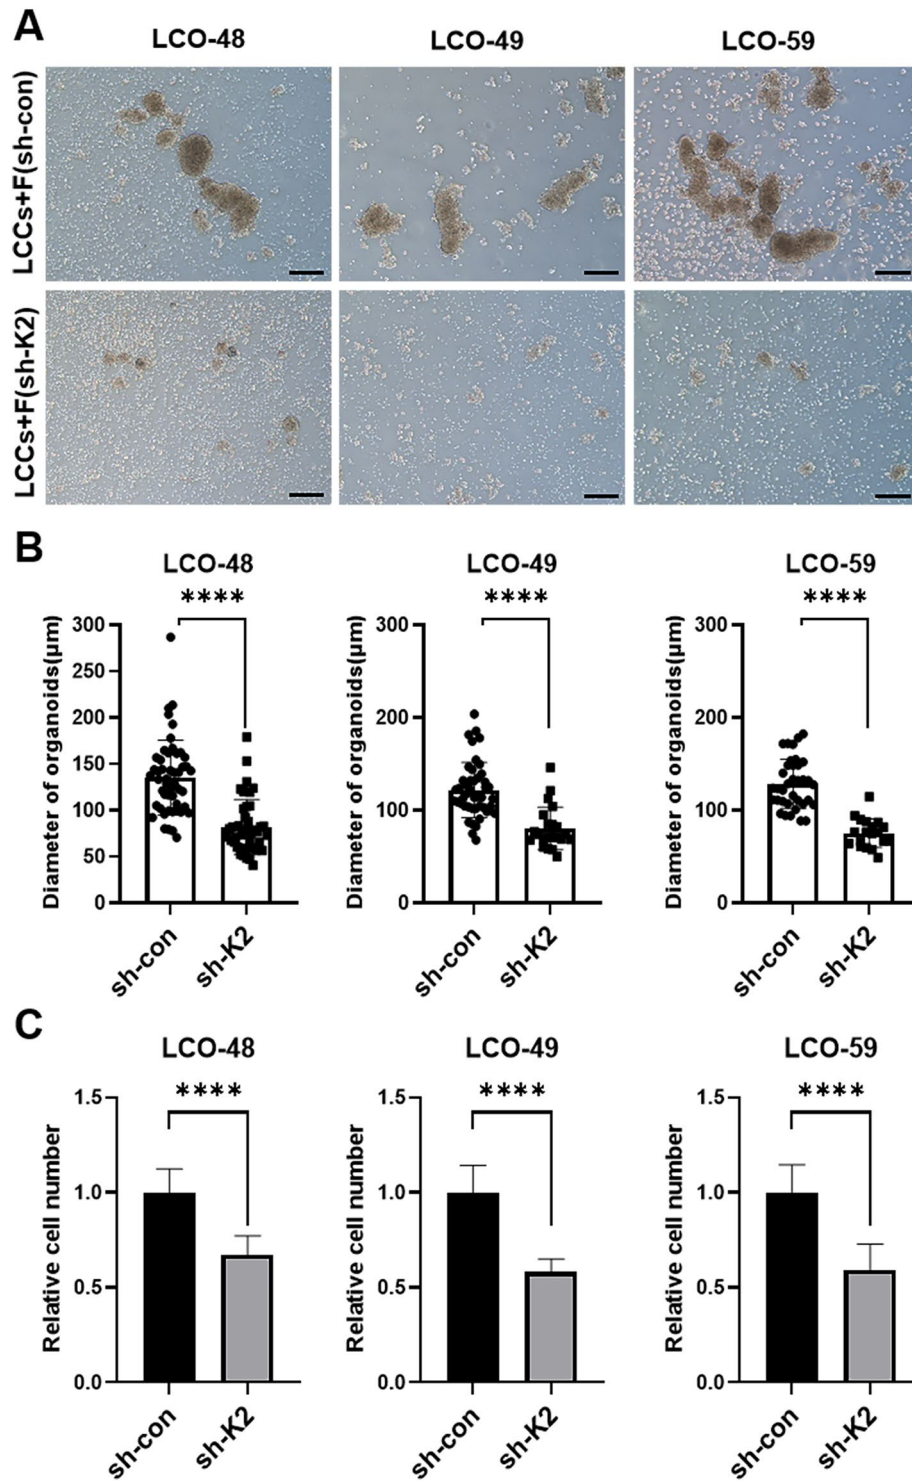 A
LCO-48 LCO-49 LCO-59
LCCs+F(sh-con)
LCCs+F(sh-K2)
B
LCO-48 LCO-49 LCO-59
**** **** ****
Diameter of organoids(μm) Diameter of organoids(μm) Diameter of organoids(μm)
300 300 300
250
200 200 200
150
100 100 100
50
0 0 0
sh-con sh-K2 sh-con sh-K2 sh-con sh-K2
C
LCO-48 LCO-49 LCO-59
**** **** ****
Relative cell number Relative cell number Relative cell number
1.5 1.5 1.5
1.0 1.0 1.0
0.5 0.5 0.5
0.0 0.0 0.0
sh-con sh-K2 sh-con sh-K2 sh-con sh-K2